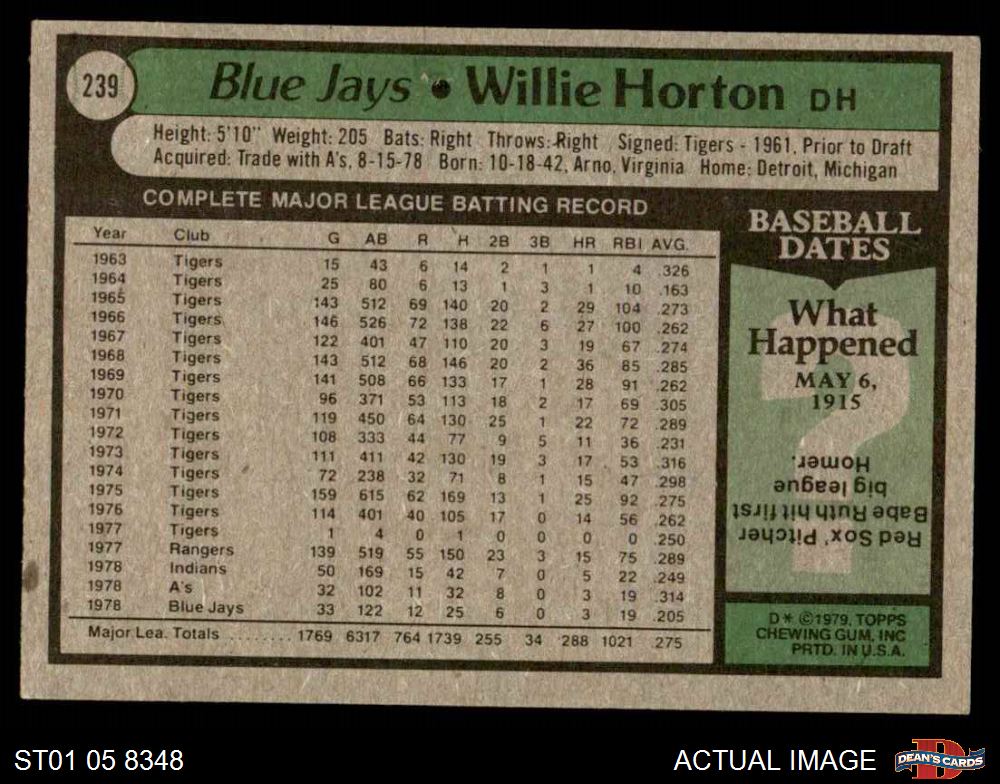 239
Blue Jays • Willie Horton DH
Height: 5'10" Weight: 205 Bats: Right Throws: Right Signed: Tigers - 1961, Prior to Draft
Acquired: Trade with A's, 8-15-78 Born: 10-18-42, Arno, Virginia Home: Detroit, Michigan
COMPLETE MAJOR LEAGUE BATTING RECORD
Year Club G AB R H 2B 3B HR RBI AVG.
1963 Tigers 15 43 6 14 2 1 1 4 .326
1964 Tigers 25 80 6 13 1 3 1 10 .163
1965 Tigers 143 512 69 140 20 2 29 104 .273
1966 Tigers 146 526 72 138 22 6 27 100 .262
1967 Tigers 122 401 47 110 20 3 19 67 .274
1968 Tigers 143 512 68 146 20 2 36 85 .285
1969 Tigers 141 508 66 133 17 1 28 91 .262
1970 Tigers 96 371 53 113 18 2 17 69 .305
1971 Tigers 119 450 64 130 25 1 22 72 .289
1972 Tigers 108 333 44 77 9 5 11 36 .231
1973 Tigers 111 411 42 130 19 3 17 53 .316
1974 Tigers 72 238 32 71 8 1 15 47 .298
1975 Tigers 159 615 62 169 13 1 25 92 .275
1976 Tigers 114 401 40 105 17 0 14 56 .262
1977 Tigers 1 4 0 1 0 0 0 0 .250
1977 Rangers 139 519 55 150 23 3 15 75 .289
1978 Indians 50 169 15 42 7 0 5 22 .249
1978 A's 32 102 11 32 8 0 3 19 .314
1978 Blue Jays 33 122 12 25 6 0 3 19 .205
Major Lea. Totals ........ 1769 6317 764 1739 255 34 288 1021 .275
BASEBALL
DATES
What
Happened
MAY 6,
1915
Red Sox' Pitcher
Babe Ruth hit first
big league
Homer.
D* ©1979, TOPPS
CHEWING GUM, INC
PRTD. IN U.S.A.
ST01 05 8348
ACTUAL IMAGE
D
DEAN'S CARDS